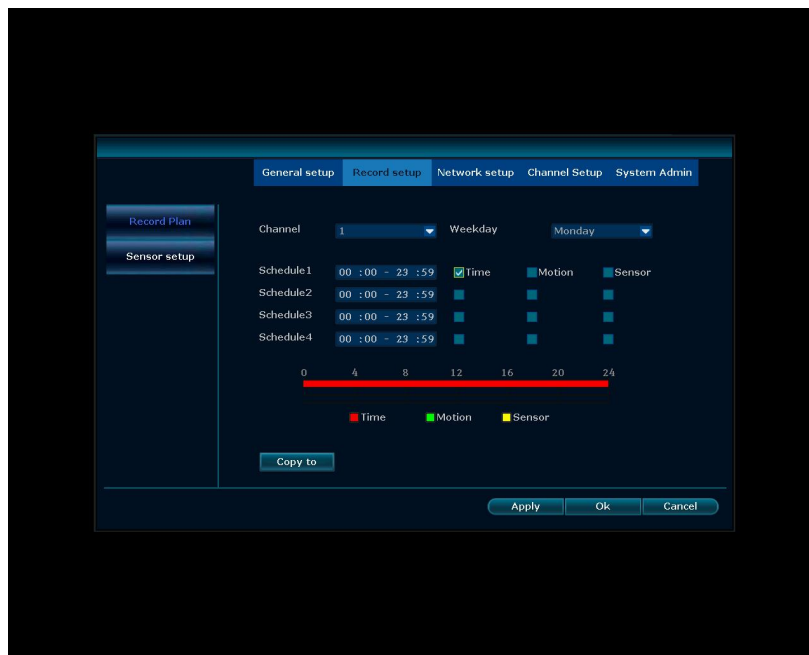 General setup Record setup Network setup Channel Setup System Admin
Record Plan
Sensor setup
Channel 1 Weekday Monday
Schedule1 00 :00 - 23 :59 Time Motion Sensor
Schedule2 00 :00 - 23 :59
Schedule3 00 :00 - 23 :59
Schedule4 00 :00 - 23 :59
0 4 8 12 16 20 24
Time Motion Sensor
Copy to
Apply Ok Cancel